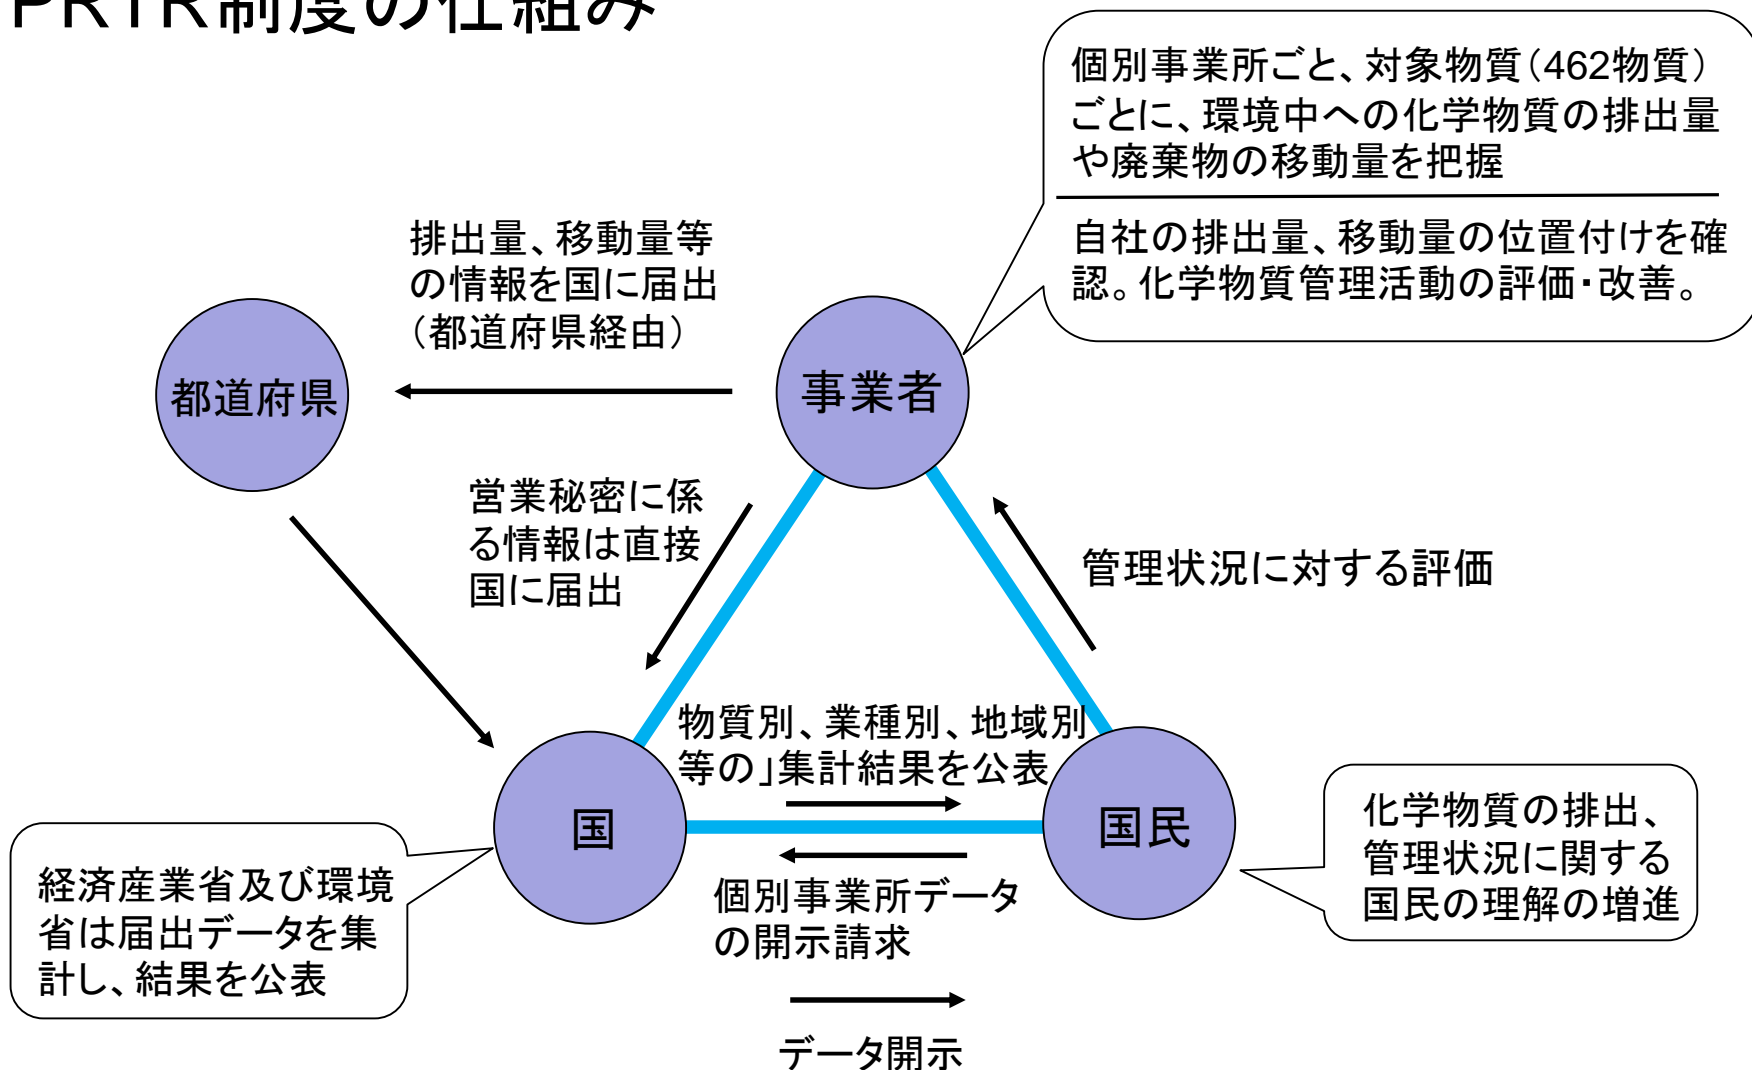 PRTR制度の仕組み
個別事業所ごと、対象物質(462物質)
ごとに、環境中への化学物質の排出量
や廃棄物の移動量を把握
自社の排出量、移動量の位置付けを確
認。化学物質管理活動の評価・改善。
排出量、移動量等
の情報を国に届出
(都道府県経由)
都道府県
事業者
営業秘密に係
る情報は直接
国に届出
管理状況に対する評価
物質別、業種別、地域別
等の」集計結果を公表
国
国民
経済産業省及び環境
省は届出データを集
計し、結果を公表
化学物質の排出、
管理状況に関する
国民の理解の増進
個別事業所データ
の開示請求
データ開示